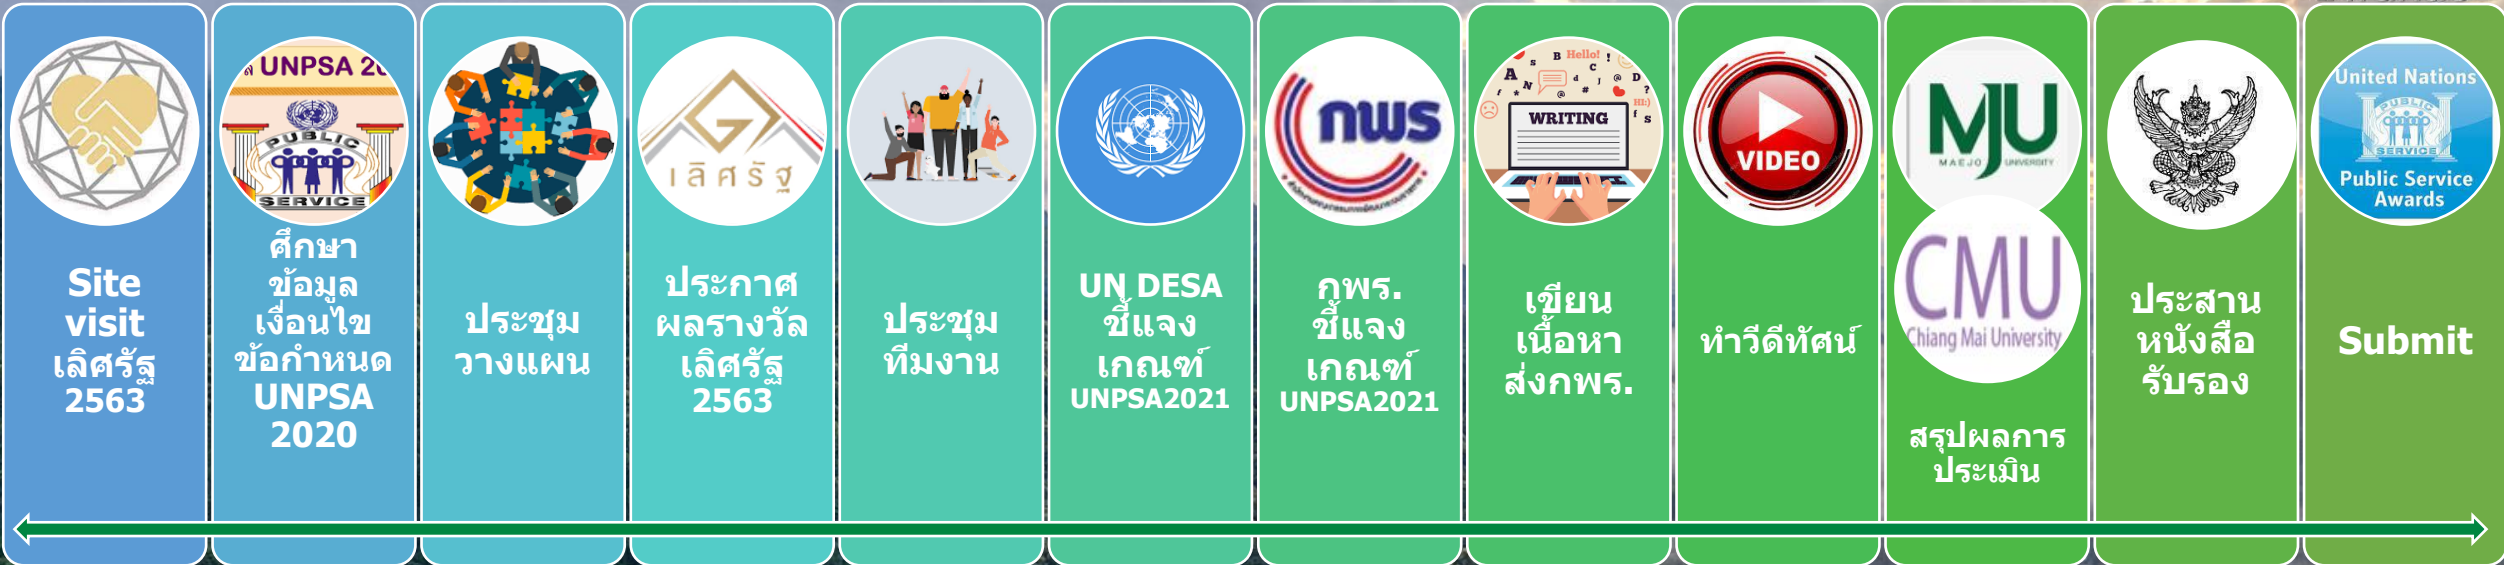 Site
visit
เลิศรัฐ
2563
UNPSA 20
PUBLIC
SERVICE
ศึกษา
ข้อมูล
เงื่อนไข
ข้อกำหนด
UNPSA
2020
ประชุม
วางแผน
เลิศรัฐ
ประกาศ
ผลรางวัล
เลิศรัฐ
2563
ประชุม
ทีมงาน
UN DESA
ชี้แจง
เกณฑ์
UNPSA2021
กพร
กพร.
ชี้แจง
เกณฑ์
UNPSA2021
Hello!
WRITING
เขียน
เนื้อหา
ส่งกพร.
VIDEO
ทำวีดีทัศน์
MJU
MAEJO UNIVERSITY
CMU
Chiang Mai University
สรุปผลการ
ประเมิน
ประสาน
หนังสือ
รับรอง
United Nations
PUBLIC
SERVICE
Public Service
Awards
Submit